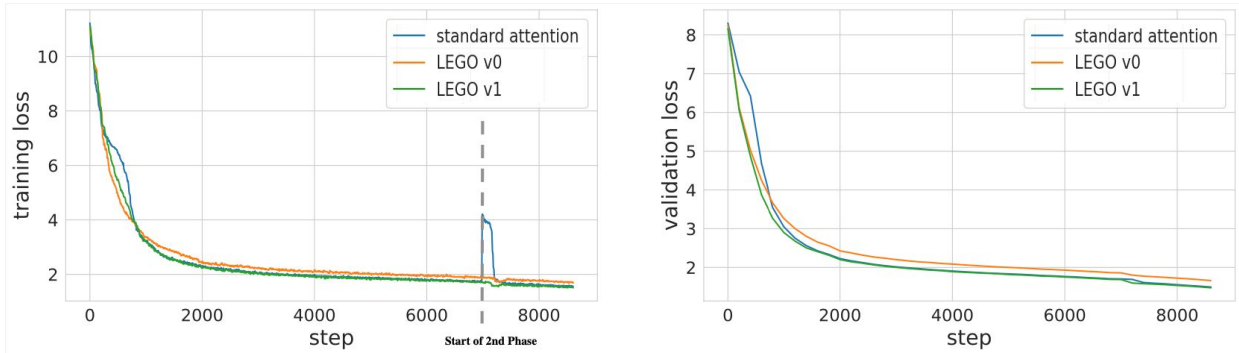 training loss
10
8
6
4
2
0
2000
4000
6000
8000
step
Start of 2nd Phase
standard attention
LEGO v0
LEGO v1
validation loss
8
7
6
5
4
3
2
0
2000
4000
6000
8000
step
standard attention
LEGO v0
LEGO v1